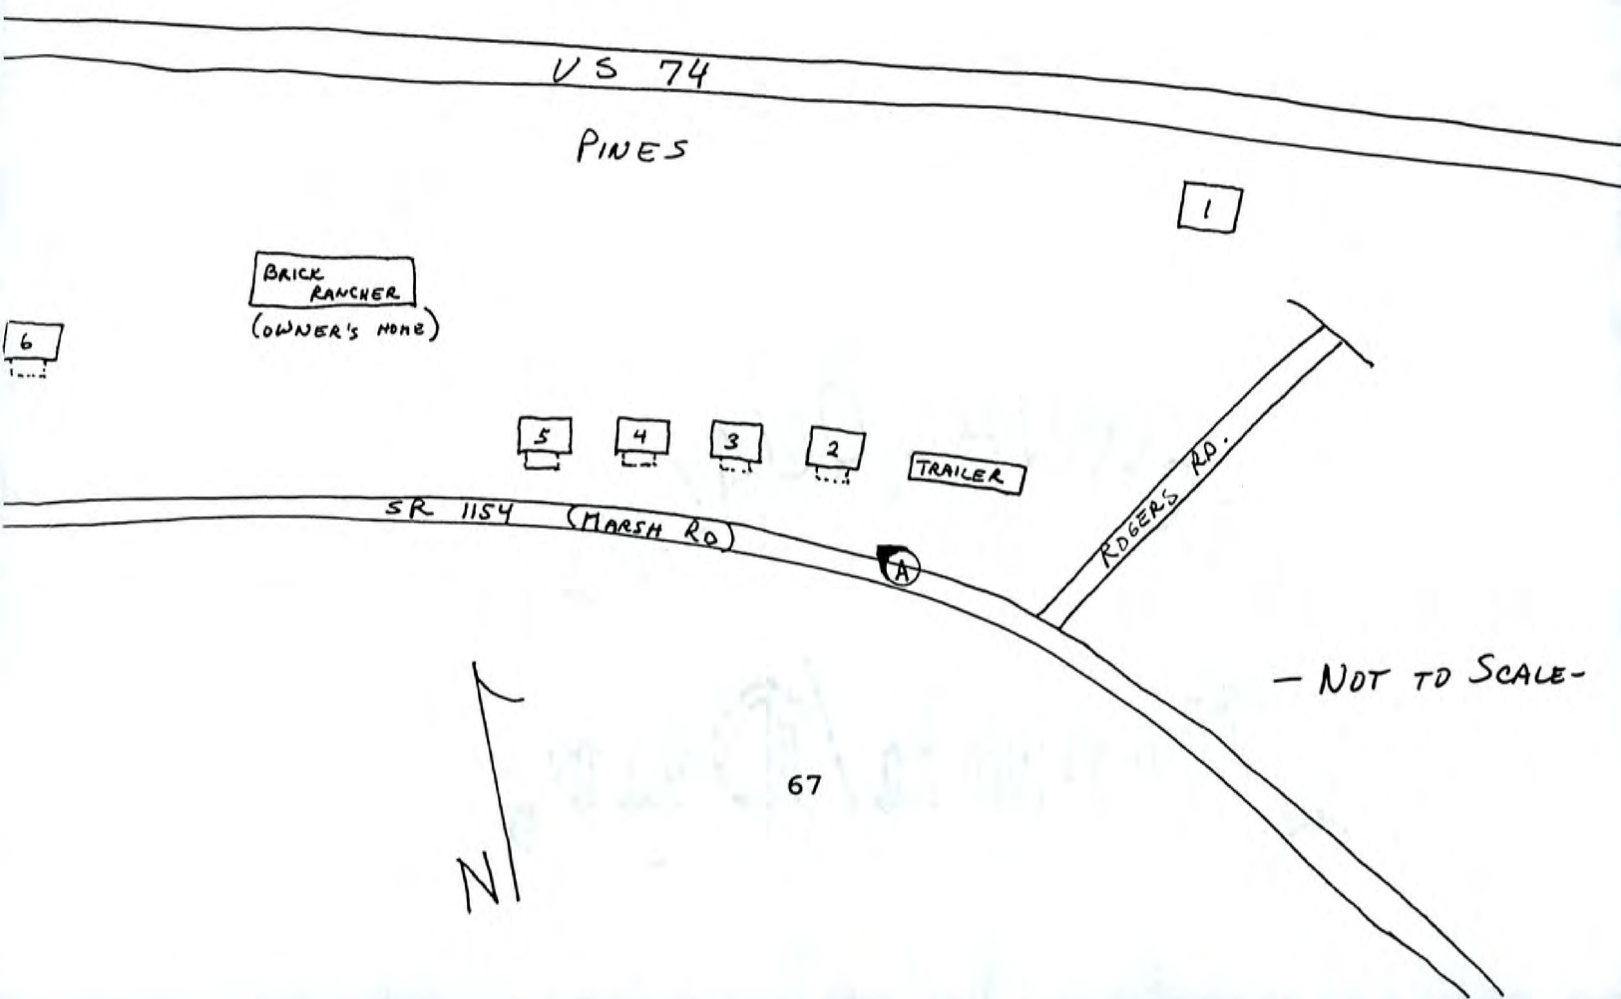 US 74
PINES
1
BRICK
RANCHER
(OWNER'S HOME)
6
5
4
3
2
TRAILER
ROGERS RD.
SR 1154 (MARSH RD)
A
- NOT TO SCALE-
67
N